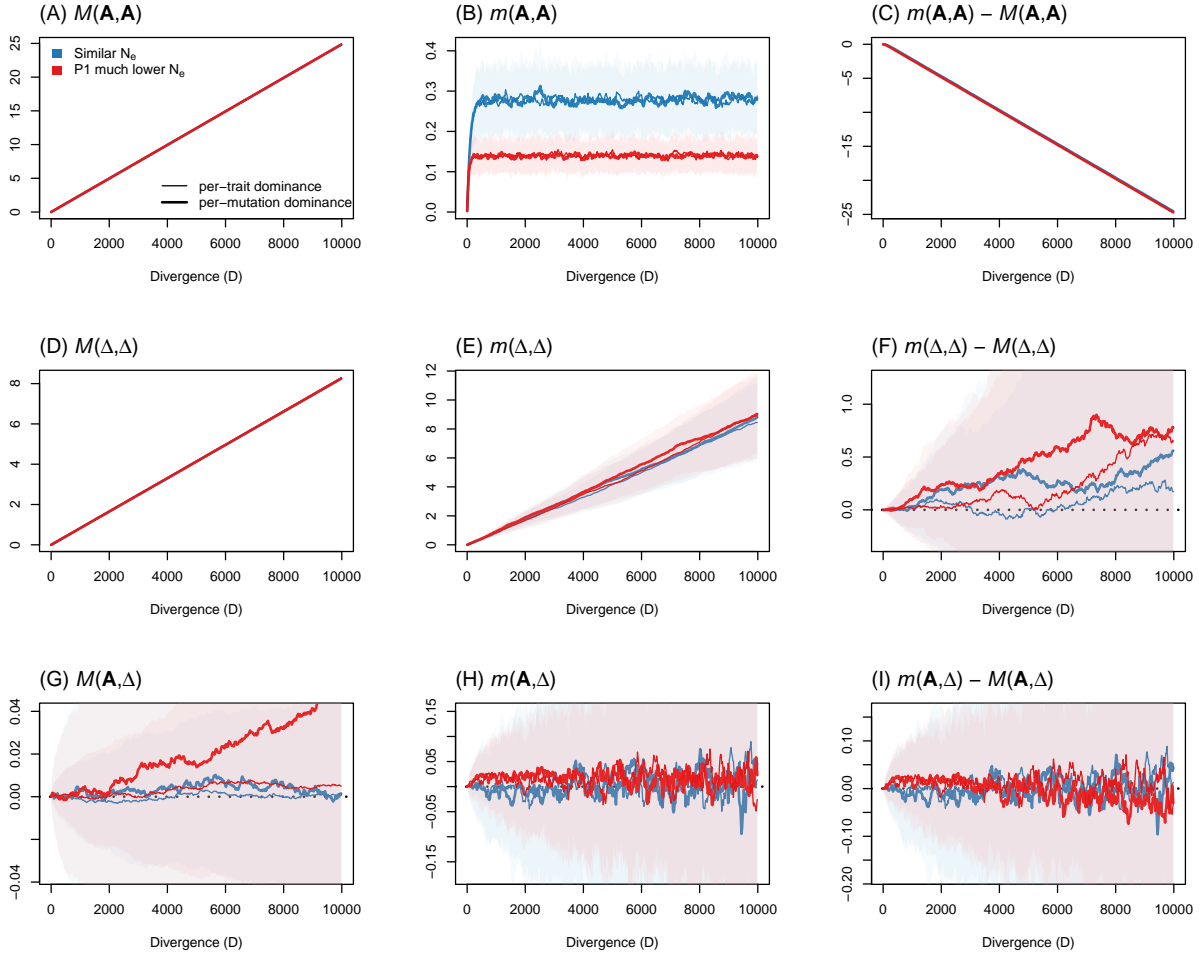 (A) M(A,A)
25
20
15
10
5
0
Similar Ne
P1 much lower Ne
per−trait dominance
per−mutation dominance
0 2000 4000 6000 8000 10000
Divergence (D)
(B) m(A,A)
0.4
0.3
0.2
0.1
0.0
0 2000 4000 6000 8000 10000
Divergence (D)
(C) m(A,A) − M(A,A)
0
−5
−15
−25
0 2000 4000 6000 8000 10000
Divergence (D)
(D) M(Δ,Δ)
8
6
4
2
0
0 2000 4000 6000 8000 10000
Divergence (D)
(E) m(Δ,Δ)
12
10
8
6
4
2
0
0 2000 4000 6000 8000 10000
Divergence (D)
(F) m(Δ,Δ) − M(Δ,Δ)
1.0
0.5
0.0
0 2000 4000 6000 8000 10000
Divergence (D)
(G) M(A,Δ)
0.04
0.02
0.00
−0.04
0 2000 4000 6000 8000 10000
Divergence (D)
(H) m(A,Δ)
0.15
0.05
−0.05
−0.15
0 2000 4000 6000 8000 10000
Divergence (D)
(I) m(A,Δ) − M(A,Δ)
0.10
0.00
−0.10
−0.20
0 2000 4000 6000 8000 10000
Divergence (D)